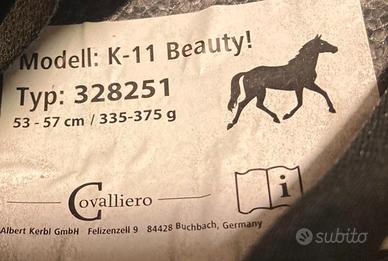 Modell: K-11 Beauty!
Typ: 328251
53 - 57 cm / 335-375 g
Covalliero
i
Albert Kerbl GmbH Felizenzell 9 84428 Buchbach, Germany
subito